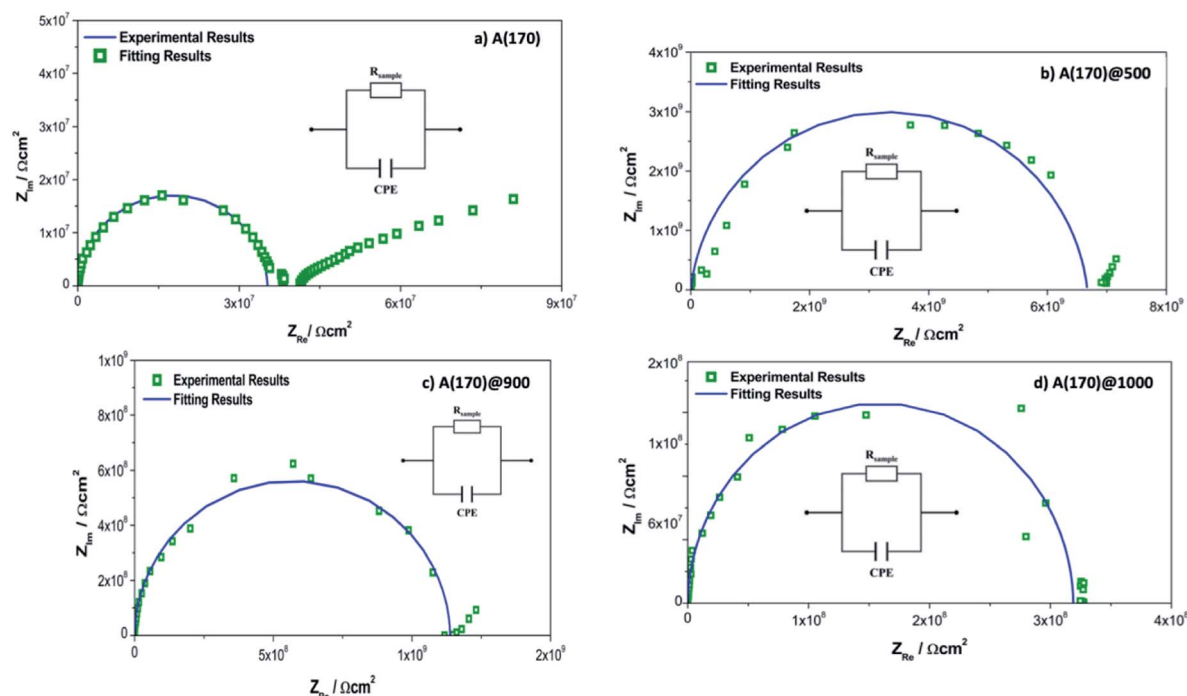 5x10⁷
4x10⁷
3x10⁷
2x10⁷
1x10⁷
0
Z_Im / Ωcm²
Experimental Results
Fitting Results
a) A(170)
R_sample
CPE
0
3x10⁷
6x10⁷
9x10⁷
Z_Re / Ωcm²
4x10⁹
3x10⁹
2x10⁹
9x10⁸
0
Z_Im / Ωcm²
Experimental Results
Fitting Results
b) A(170)@500
R_sample
CPE
0
2x10⁹
4x10⁹
6x10⁹
8x10⁹
Z_Re / Ωcm²
1x10⁹
8x10⁸
6x10⁸
4x10⁸
2x10⁸
0
Z_Im / Ωcm²
Experimental Results
Fitting Results
c) A(170)@900
R_sample
CPE
0
5x10⁸
1x10⁹
2x10⁹
Z_Re / Ωcm²
2x10⁸
1x10⁸
6x10⁷
0
Z_Im / Ωcm²
Experimental Results
Fitting Results
d) A(170)@1000
R_sample
CPE
0
1x10⁸
2x10⁸
3x10⁸
4x10⁸
Z_Re / Ωcm²